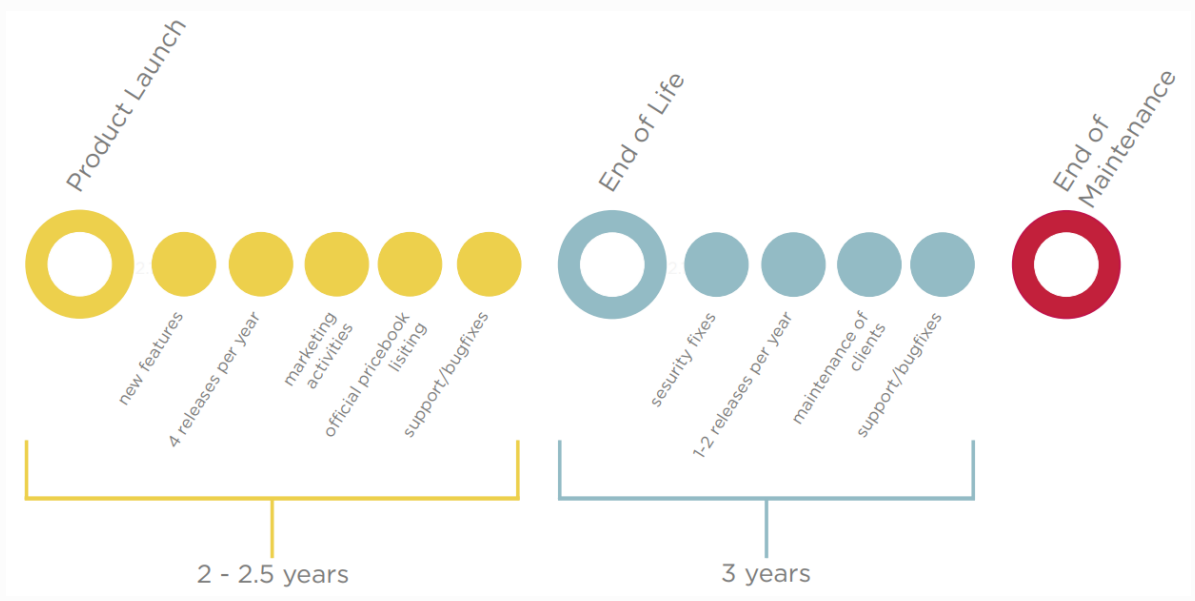 Product Launch
End of Life
End of
Maintenance
new features
4 releases per year
marketing
activities
official pricebook
lisiting
support/bugfixes
sesurity fixes
1-2 releases per year
maintenance of
clients
support/bugfixes
2 - 2.5 years
3 years